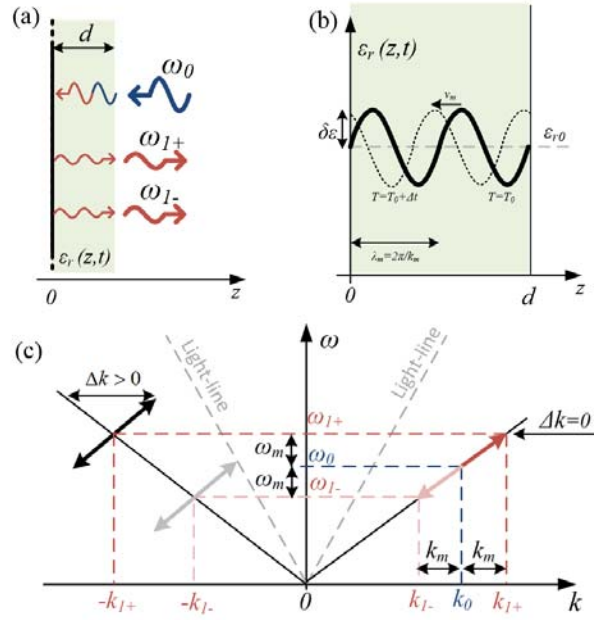 (a)
d
ω0
ω1+
ω1-
εr(z,t)
0
z
(b)
εr(z,t)
vm
δε
εr0
T=T0+Δt
T=T0
λm=2π/km
0
d
z
(c)
ω
Light-line
Light-line
Δk > 0
ω1+
Δk=0
ωm
ω0
ωm
ω1-
km
km
-k1+
-k1-
0
k1-
k0
k1+
k